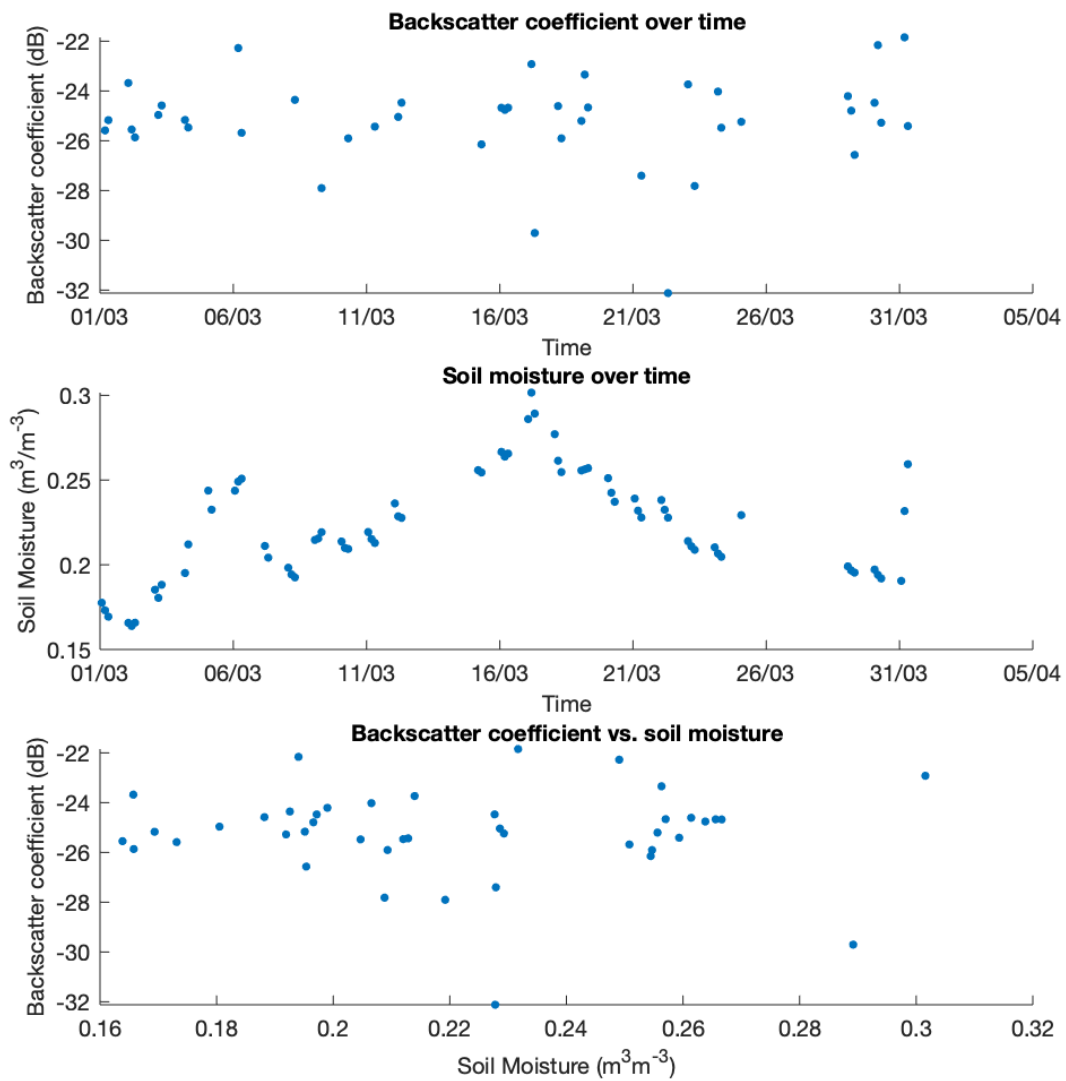 Backscatter coefficient over time
Backscatter coefficient (dB)
-22
-24
-26
-28
-30
-32
01/03 06/03 11/03 16/03 21/03 26/03 31/03 05/04
Time
Soil moisture over time
Soil Moisture (m³/m⁻³)
0.3
0.25
0.2
0.15
01/03 06/03 11/03 16/03 21/03 26/03 31/03 05/04
Time
Backscatter coefficient vs. soil moisture
Backscatter coefficient (dB)
-22
-24
-26
-28
-30
-32
0.16 0.18 0.2 0.22 0.24 0.26 0.28 0.3 0.32
Soil Moisture (m³m⁻³)